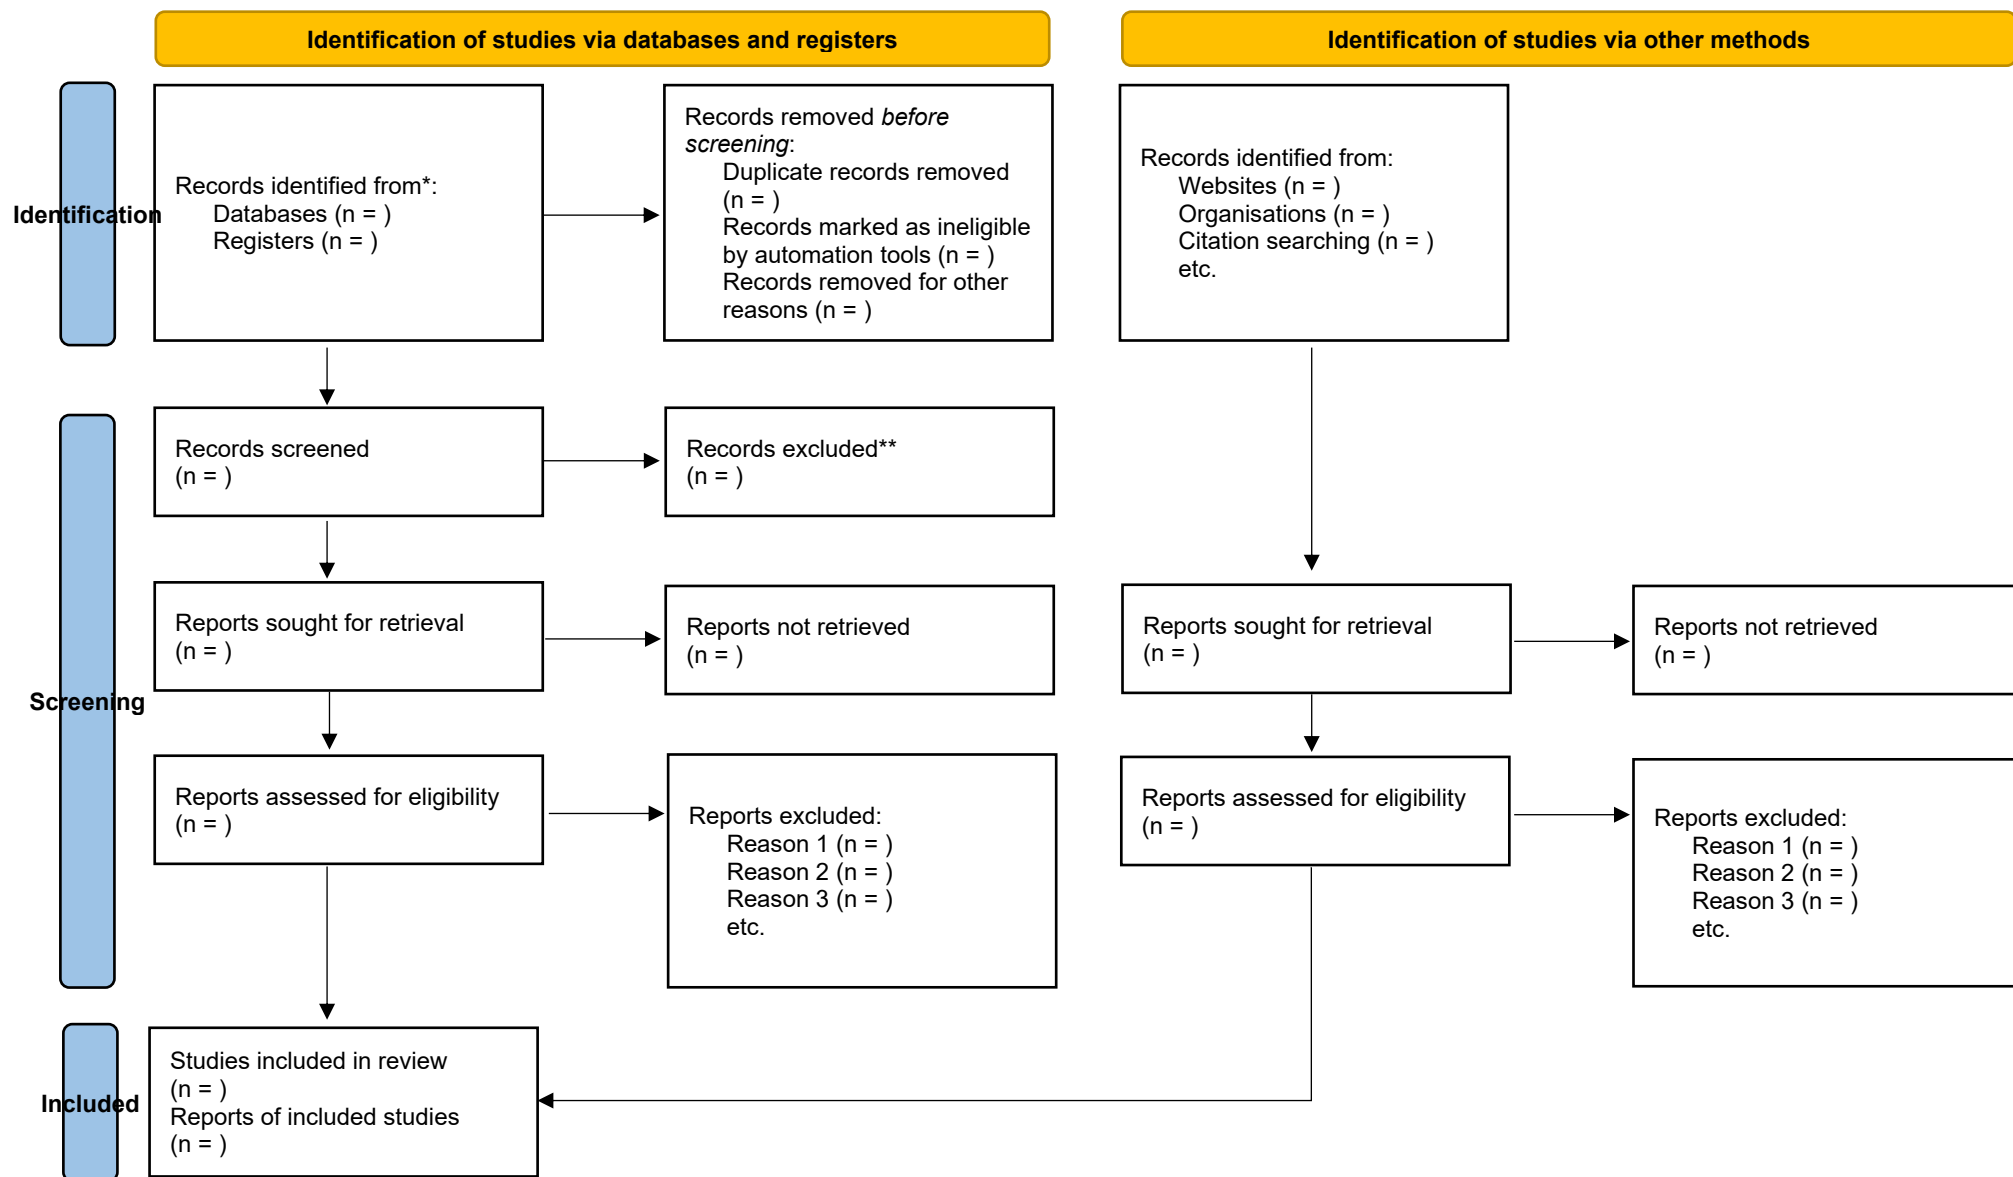 Identification of studies via databases and registers
Identification of studies via other methods
Identification
Records identified from*:
Databases (n = )
Registers (n = )
Records removed before
screening:
Duplicate records removed
(n = )
Records marked as ineligible
by automation tools (n = )
Records removed for other
reasons (n = )
Records identified from:
Websites (n = )
Organisations (n = )
Citation searching (n = )
etc.
Screening
Records screened
(n = )
Records excluded**
(n = )
Reports sought for retrieval
(n = )
Reports not retrieved
(n = )
Reports sought for retrieval
(n = )
Reports not retrieved
(n = )
Reports assessed for eligibility
(n = )
Reports excluded:
Reason 1 (n = )
Reason 2 (n = )
Reason 3 (n = )
etc.
Reports assessed for eligibility
(n = )
Reports excluded:
Reason 1 (n = )
Reason 2 (n = )
Reason 3 (n = )
etc.
Included
Studies included in review
(n = )
Reports of included studies
(n = )